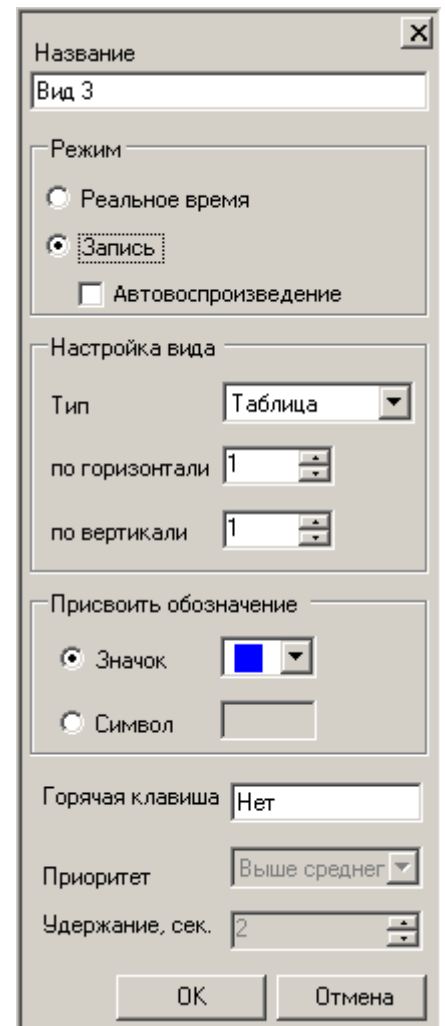 Название
Вид 3
Режим
Реальное время
Запись
Автовоспроизведение
Настройка вида
Тип Таблица
по горизонтали 1
по вертикали 1
Присвоить обозначение
Значок
Символ
Горячая клавиша Нет
Приоритет Выше среднег
Удержание, сек. 2
ОК Отмена